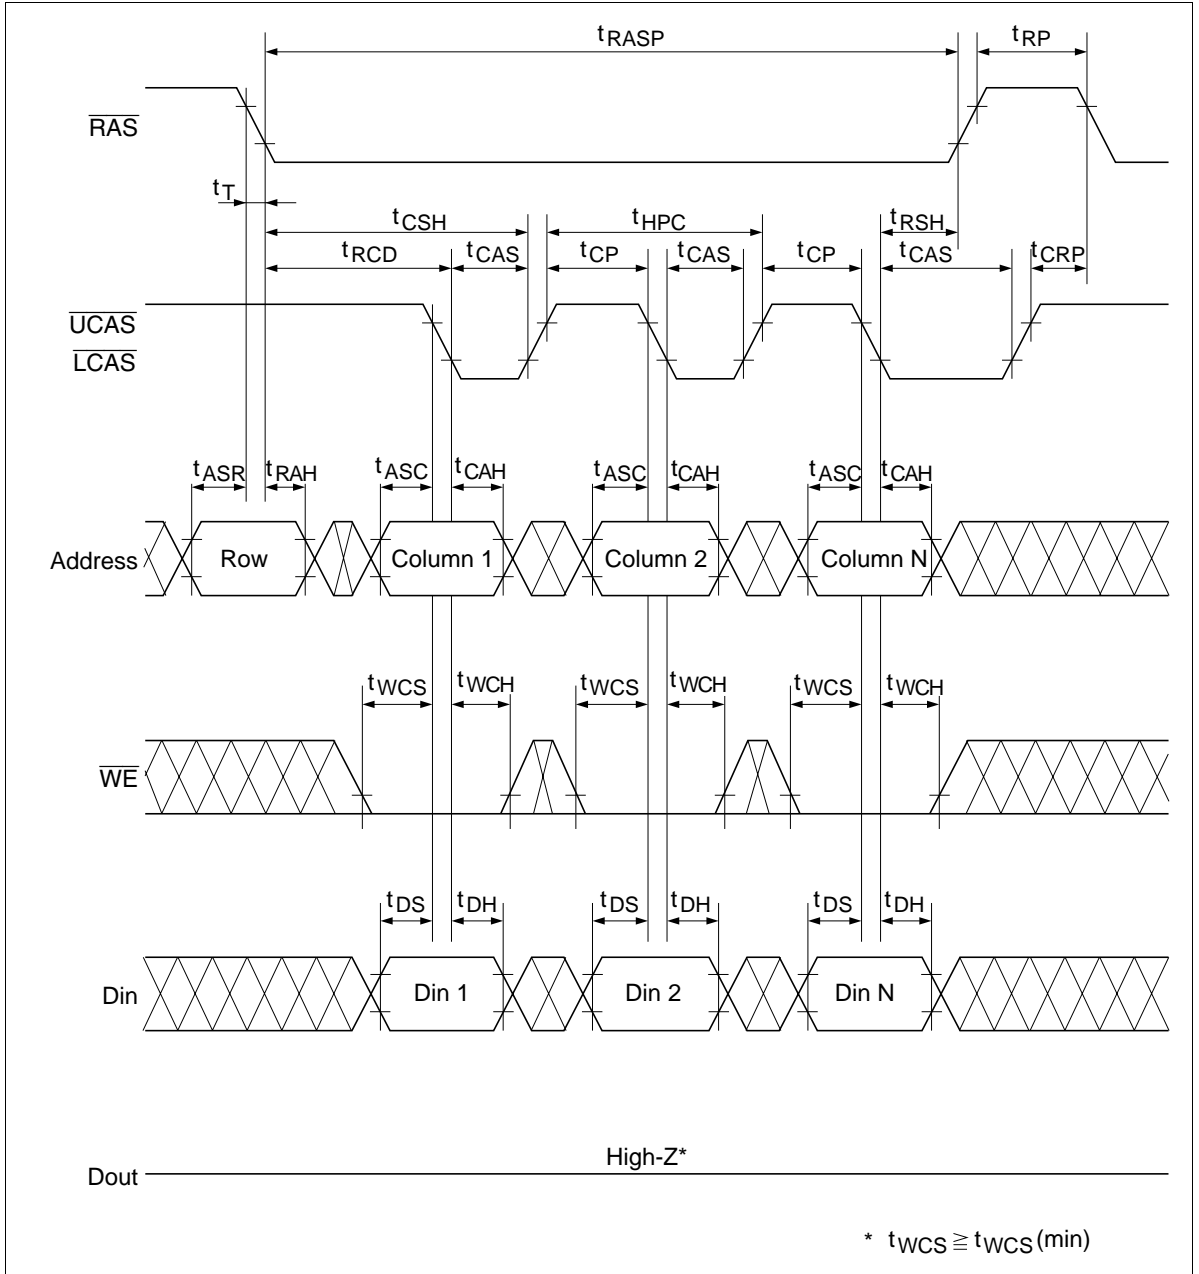 tRASP tRP
RAS
tT
tCSH tHPC tRSH
tRCD tCAS tCP tCAS tCP tCAS tCRP
UCAS
LCAS
tASR tRAH tASC tCAH tASC tCAH tASC tCAH
Address Row Column 1 Column 2 Column N
tWCS tWCH tWCS tWCH tWCS tWCH
WE
tDS tDH tDS tDH tDS tDH
Din Din 1 Din 2 Din N
High-Z*
Dout
* tWCS ≧ tWCS (min)